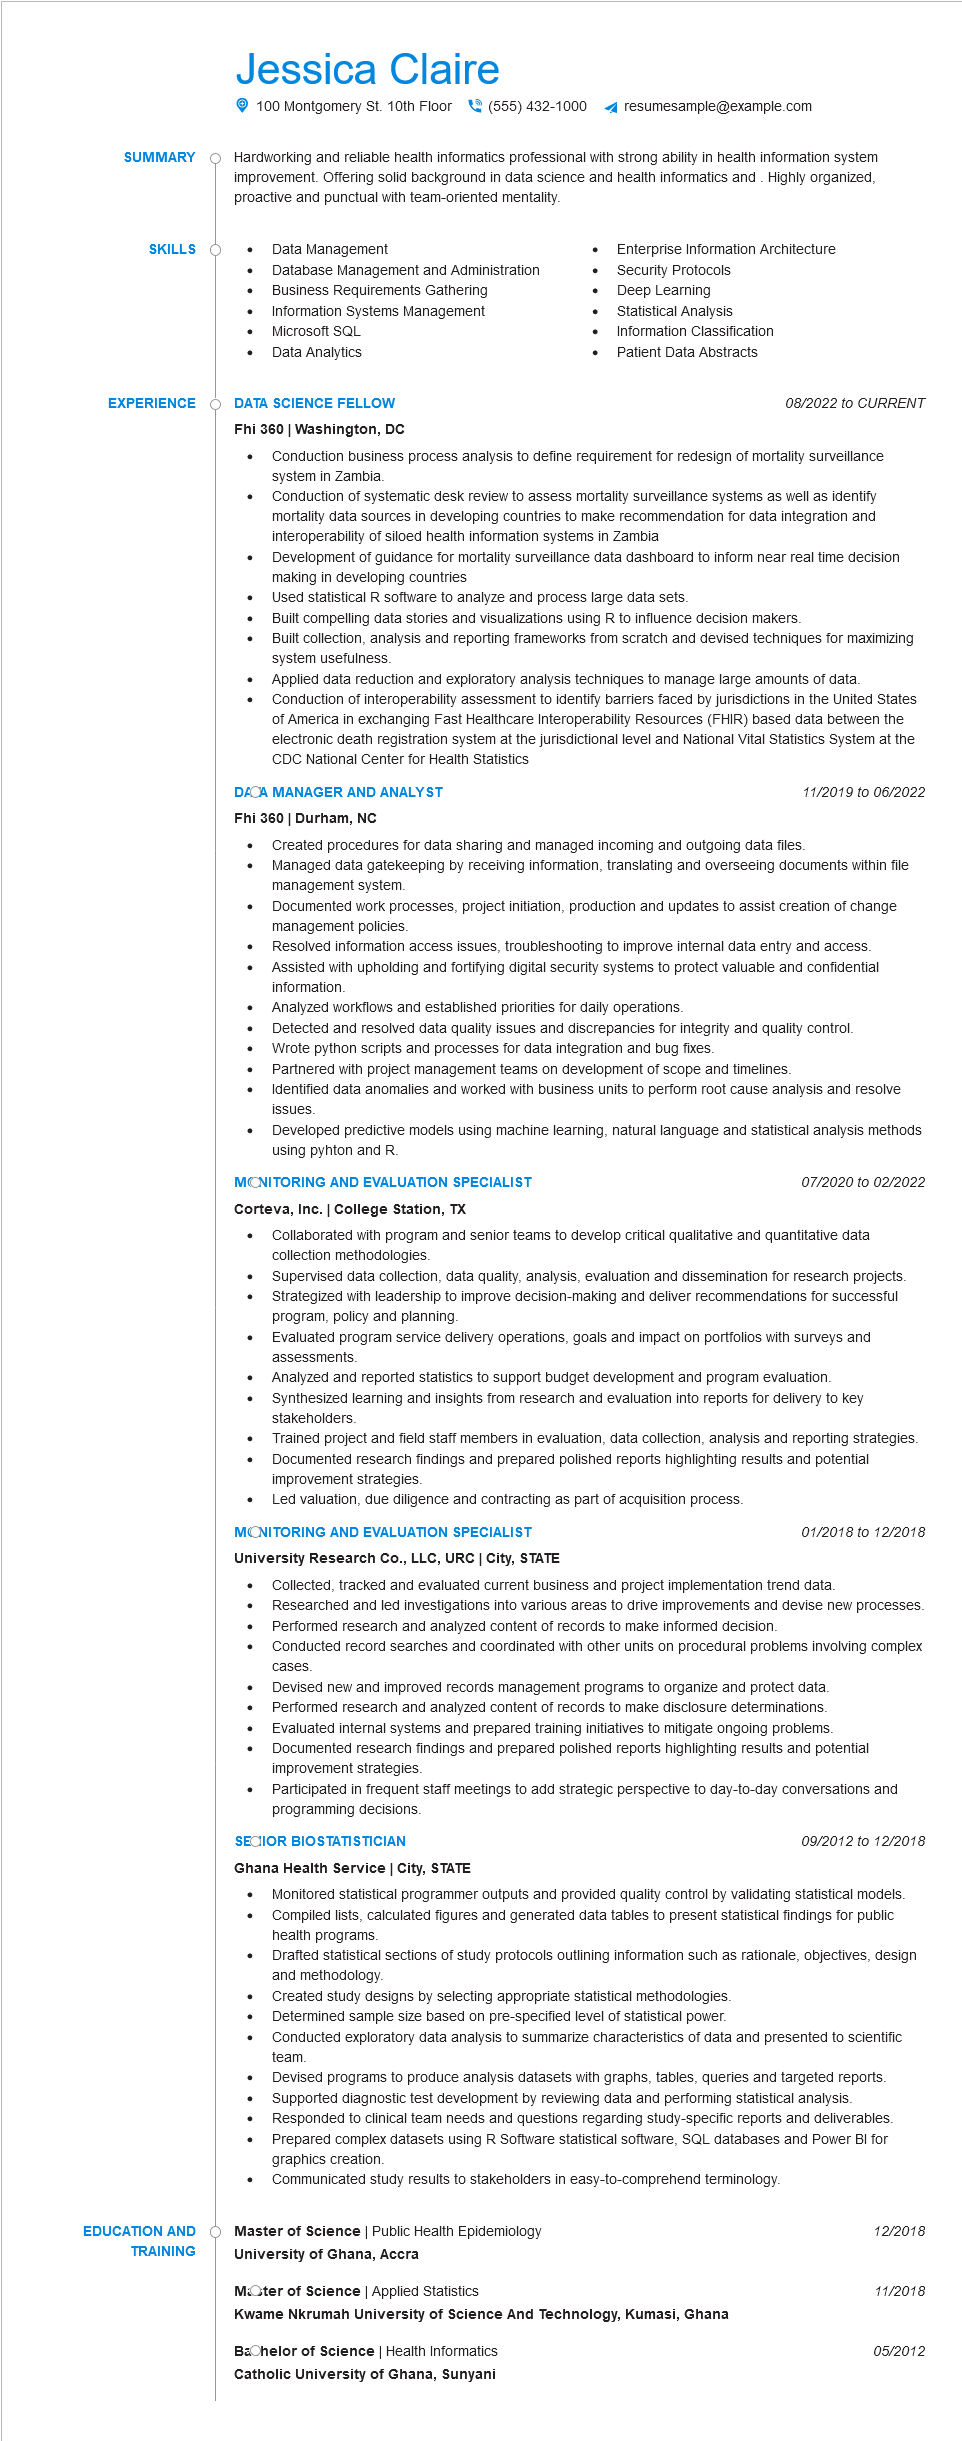 Jessica Claire
100 Montgomery St. 10th Floor (555) 432-1000 resumesample@example.com
SUMMARY
Hardworking and reliable health informatics professional with strong ability in health information system
improvement. Offering solid background in data science and health informatics and . Highly organized,
proactive and punctual with team-oriented mentality.
SKILLS
• Data Management
• Database Management and Administration
• Business Requirements Gathering
• Information Systems Management
• Microsoft SQL
• Data Analytics
• Enterprise Information Architecture
• Security Protocols
• Deep Learning
• Statistical Analysis
• Information Classification
• Patient Data Abstracts
EXPERIENCE
DATA SCIENCE FELLOW 08/2022 to CURRENT
Fhi 360 | Washington, DC
• Conduction business process analysis to define requirement for redesign of mortality surveillance
system in Zambia.
• Conduction of systematic desk review to assess mortality surveillance systems as well as identify
mortality data sources in developing countries to make recommendation for data integration and
interoperability of siloed health information systems in Zambia
• Development of guidance for mortality surveillance data dashboard to inform near real time decision
making in developing countries
• Used statistical R software to analyze and process large data sets.
• Built compelling data stories and visualizations using R to influence decision makers.
• Built collection, analysis and reporting frameworks from scratch and devised techniques for maximizing
system usefulness.
• Applied data reduction and exploratory analysis techniques to manage large amounts of data.
• Conduction of interoperability assessment to identify barriers faced by jurisdictions in the United States
of America in exchanging Fast Healthcare Interoperability Resources (FHIR) based data between the
electronic death registration system at the jurisdictional level and National Vital Statistics System at the
CDC National Center for Health Statistics
DATA MANAGER AND ANALYST 11/2019 to 06/2022
Fhi 360 | Durham, NC
• Created procedures for data sharing and managed incoming and outgoing data files.
• Managed data gatekeeping by receiving information, translating and overseeing documents within file
management system.
• Documented work processes, project initiation, production and updates to assist creation of change
management policies.
• Resolved information access issues, troubleshooting to improve internal data entry and access.
• Assisted with upholding and fortifying digital security systems to protect valuable and confidential
information.
• Analyzed workflows and established priorities for daily operations.
• Detected and resolved data quality issues and discrepancies for integrity and quality control.
• Wrote python scripts and processes for data integration and bug fixes.
• Partnered with project management teams on development of scope and timelines.
• Identified data anomalies and worked with business units to perform root cause analysis and resolve
issues.
• Developed predictive models using machine learning, natural language and statistical analysis methods
using pyhton and R.
MONITORING AND EVALUATION SPECIALIST 07/2020 to 02/2022
Corteva, Inc. | College Station, TX
• Collaborated with program and senior teams to develop critical qualitative and quantitative data
collection methodologies.
• Supervised data collection, data quality, analysis, evaluation and dissemination for research projects.
• Strategized with leadership to improve decision-making and deliver recommendations for successful
program, policy and planning.
• Evaluated program service delivery operations, goals and impact on portfolios with surveys and
assessments.
• Analyzed and reported statistics to support budget development and program evaluation.
• Synthesized learning and insights from research and evaluation into reports for delivery to key
stakeholders.
• Trained project and field staff members in evaluation, data collection, analysis and reporting strategies.
• Documented research findings and prepared polished reports highlighting results and potential
improvement strategies.
• Led valuation, due diligence and contracting as part of acquisition process.
MONITORING AND EVALUATION SPECIALIST 01/2018 to 12/2018
University Research Co., LLC, URC | City, STATE
• Collected, tracked and evaluated current business and project implementation trend data.
• Researched and led investigations into various areas to drive improvements and devise new processes.
• Performed research and analyzed content of records to make informed decision.
• Conducted record searches and coordinated with other units on procedural problems involving complex
cases.
• Devised new and improved records management programs to organize and protect data.
• Performed research and analyzed content of records to make disclosure determinations.
• Evaluated internal systems and prepared training initiatives to mitigate ongoing problems.
• Documented research findings and prepared polished reports highlighting results and potential
improvement strategies.
• Participated in frequent staff meetings to add strategic perspective to day-to-day conversations and
programming decisions.
SENIOR BIOSTATISTICIAN 09/2012 to 12/2018
Ghana Health Service | City, STATE
• Monitored statistical programmer outputs and provided quality control by validating statistical models.
• Compiled lists, calculated figures and generated data tables to present statistical findings for public
health programs.
• Drafted statistical sections of study protocols outlining information such as rationale, objectives, design
and methodology.
• Created study designs by selecting appropriate statistical methodologies.
• Determined sample size based on pre-specified level of statistical power.
• Conducted exploratory data analysis to summarize characteristics of data and presented to scientific
team.
• Devised programs to produce analysis datasets with graphs, tables, queries and targeted reports.
• Supported diagnostic test development by reviewing data and performing statistical analysis.
• Responded to clinical team needs and questions regarding study-specific reports and deliverables.
• Prepared complex datasets using R Software statistical software, SQL databases and Power BI for
graphics creation.
• Communicated study results to stakeholders in easy-to-comprehend terminology.
EDUCATION AND
TRAINING
Master of Science | Public Health Epidemiology 12/2018
University of Ghana, Accra
Master of Science | Applied Statistics 11/2018
Kwame Nkrumah University of Science And Technology, Kumasi, Ghana
Bachelor of Science | Health Informatics 05/2012
Catholic University of Ghana, Sunyani